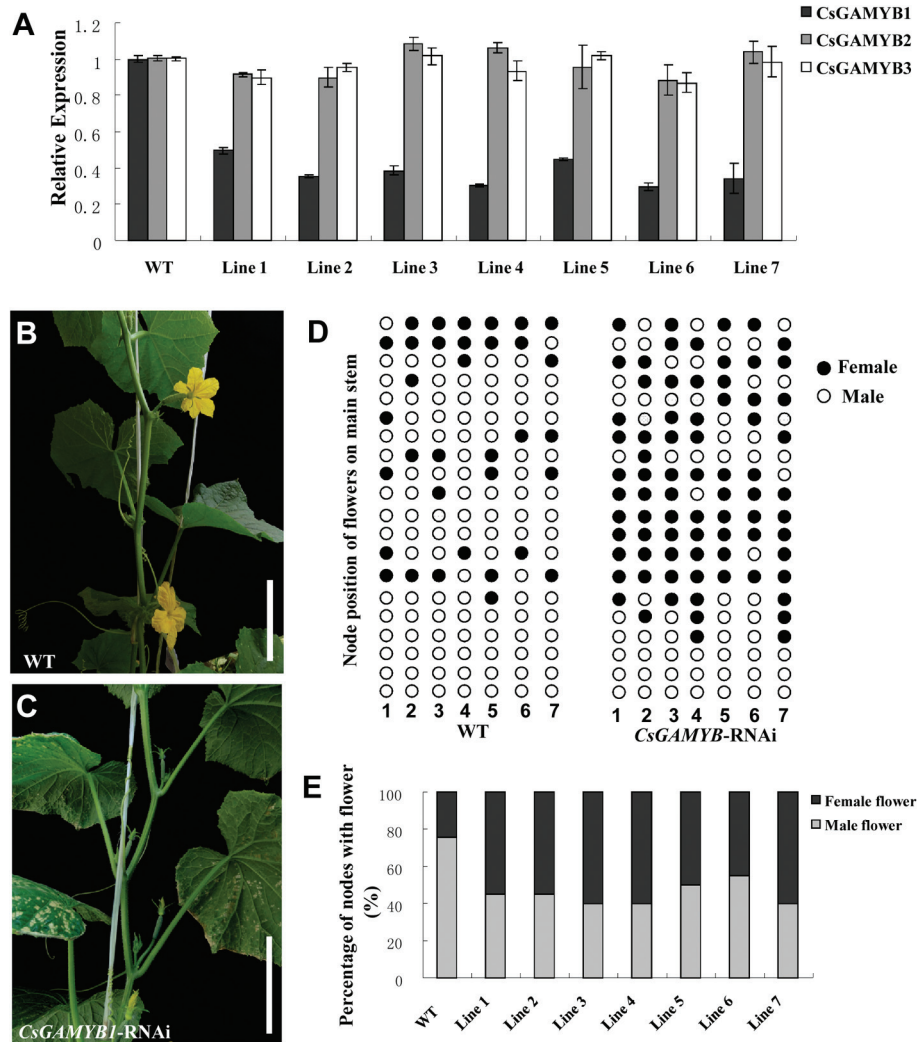 A
Relative Expression
1.2
1
0.8
0.6
0.4
0.2
0
WT Line 1 Line 2 Line 3 Line 4 Line 5 Line 6 Line 7
CsGAMYB1
CsGAMYB2
CsGAMYB3
B
WT
C
CsGAMYB1-RNAi
D
Node position of flowers on main stem
1 2 3 4 5 6 7
WT
1 2 3 4 5 6 7
CsGAMYB-RNAi
Female
Male
E
Percentage of nodes with flower
(%)
100
80
60
40
20
0
WT Line 1 Line 2 Line 3 Line 4 Line 5 Line 6 Line 7
Female flower
Male flower